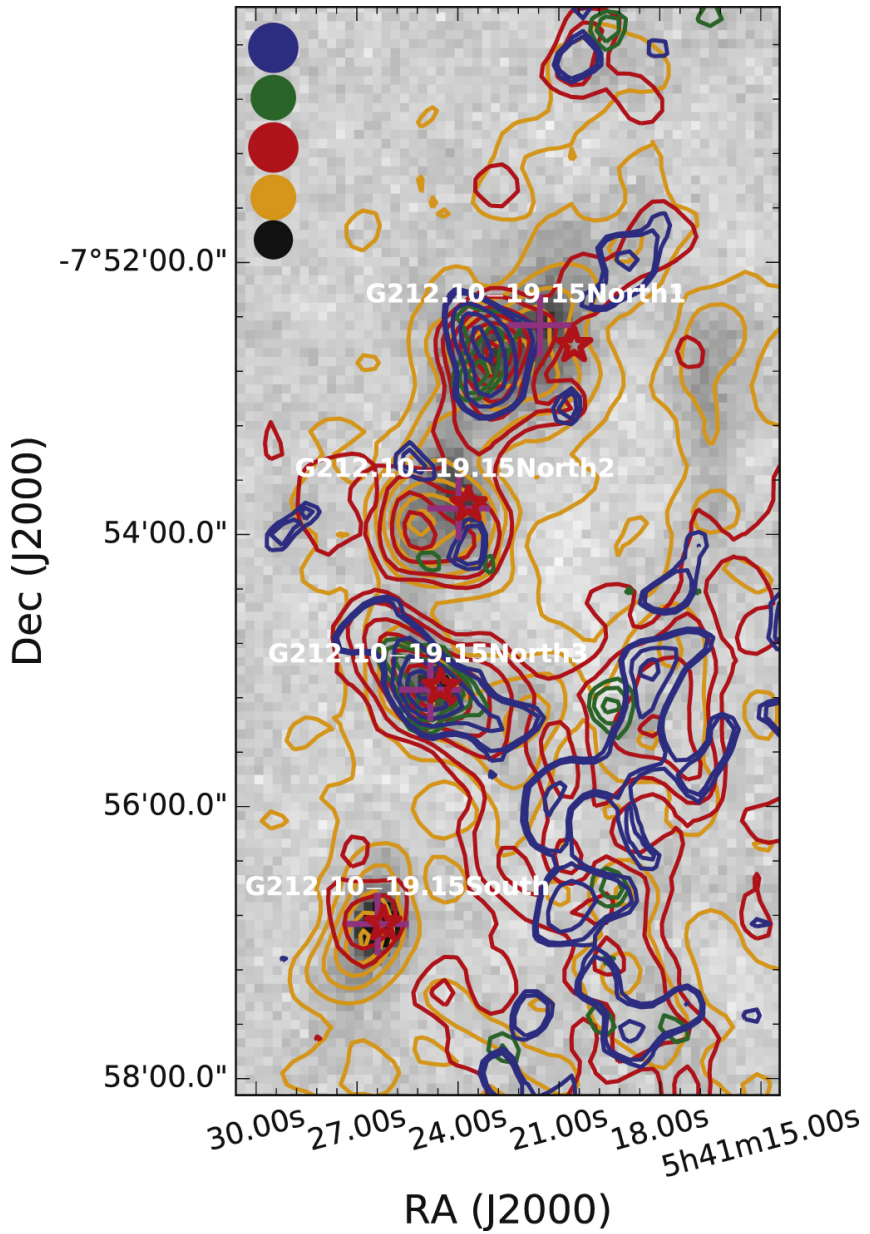 -7°52'00.0"
G212.10−19.15North1
G212.10−19.15North2
54'00.0"
G212.10−19.15North3
56'00.0"
G212.10−19.15South
58'00.0"
30.00s 27.00s 24.00s 21.00s 18.00s 5h41m15.00s
RA (J2000)
Dec (J2000)